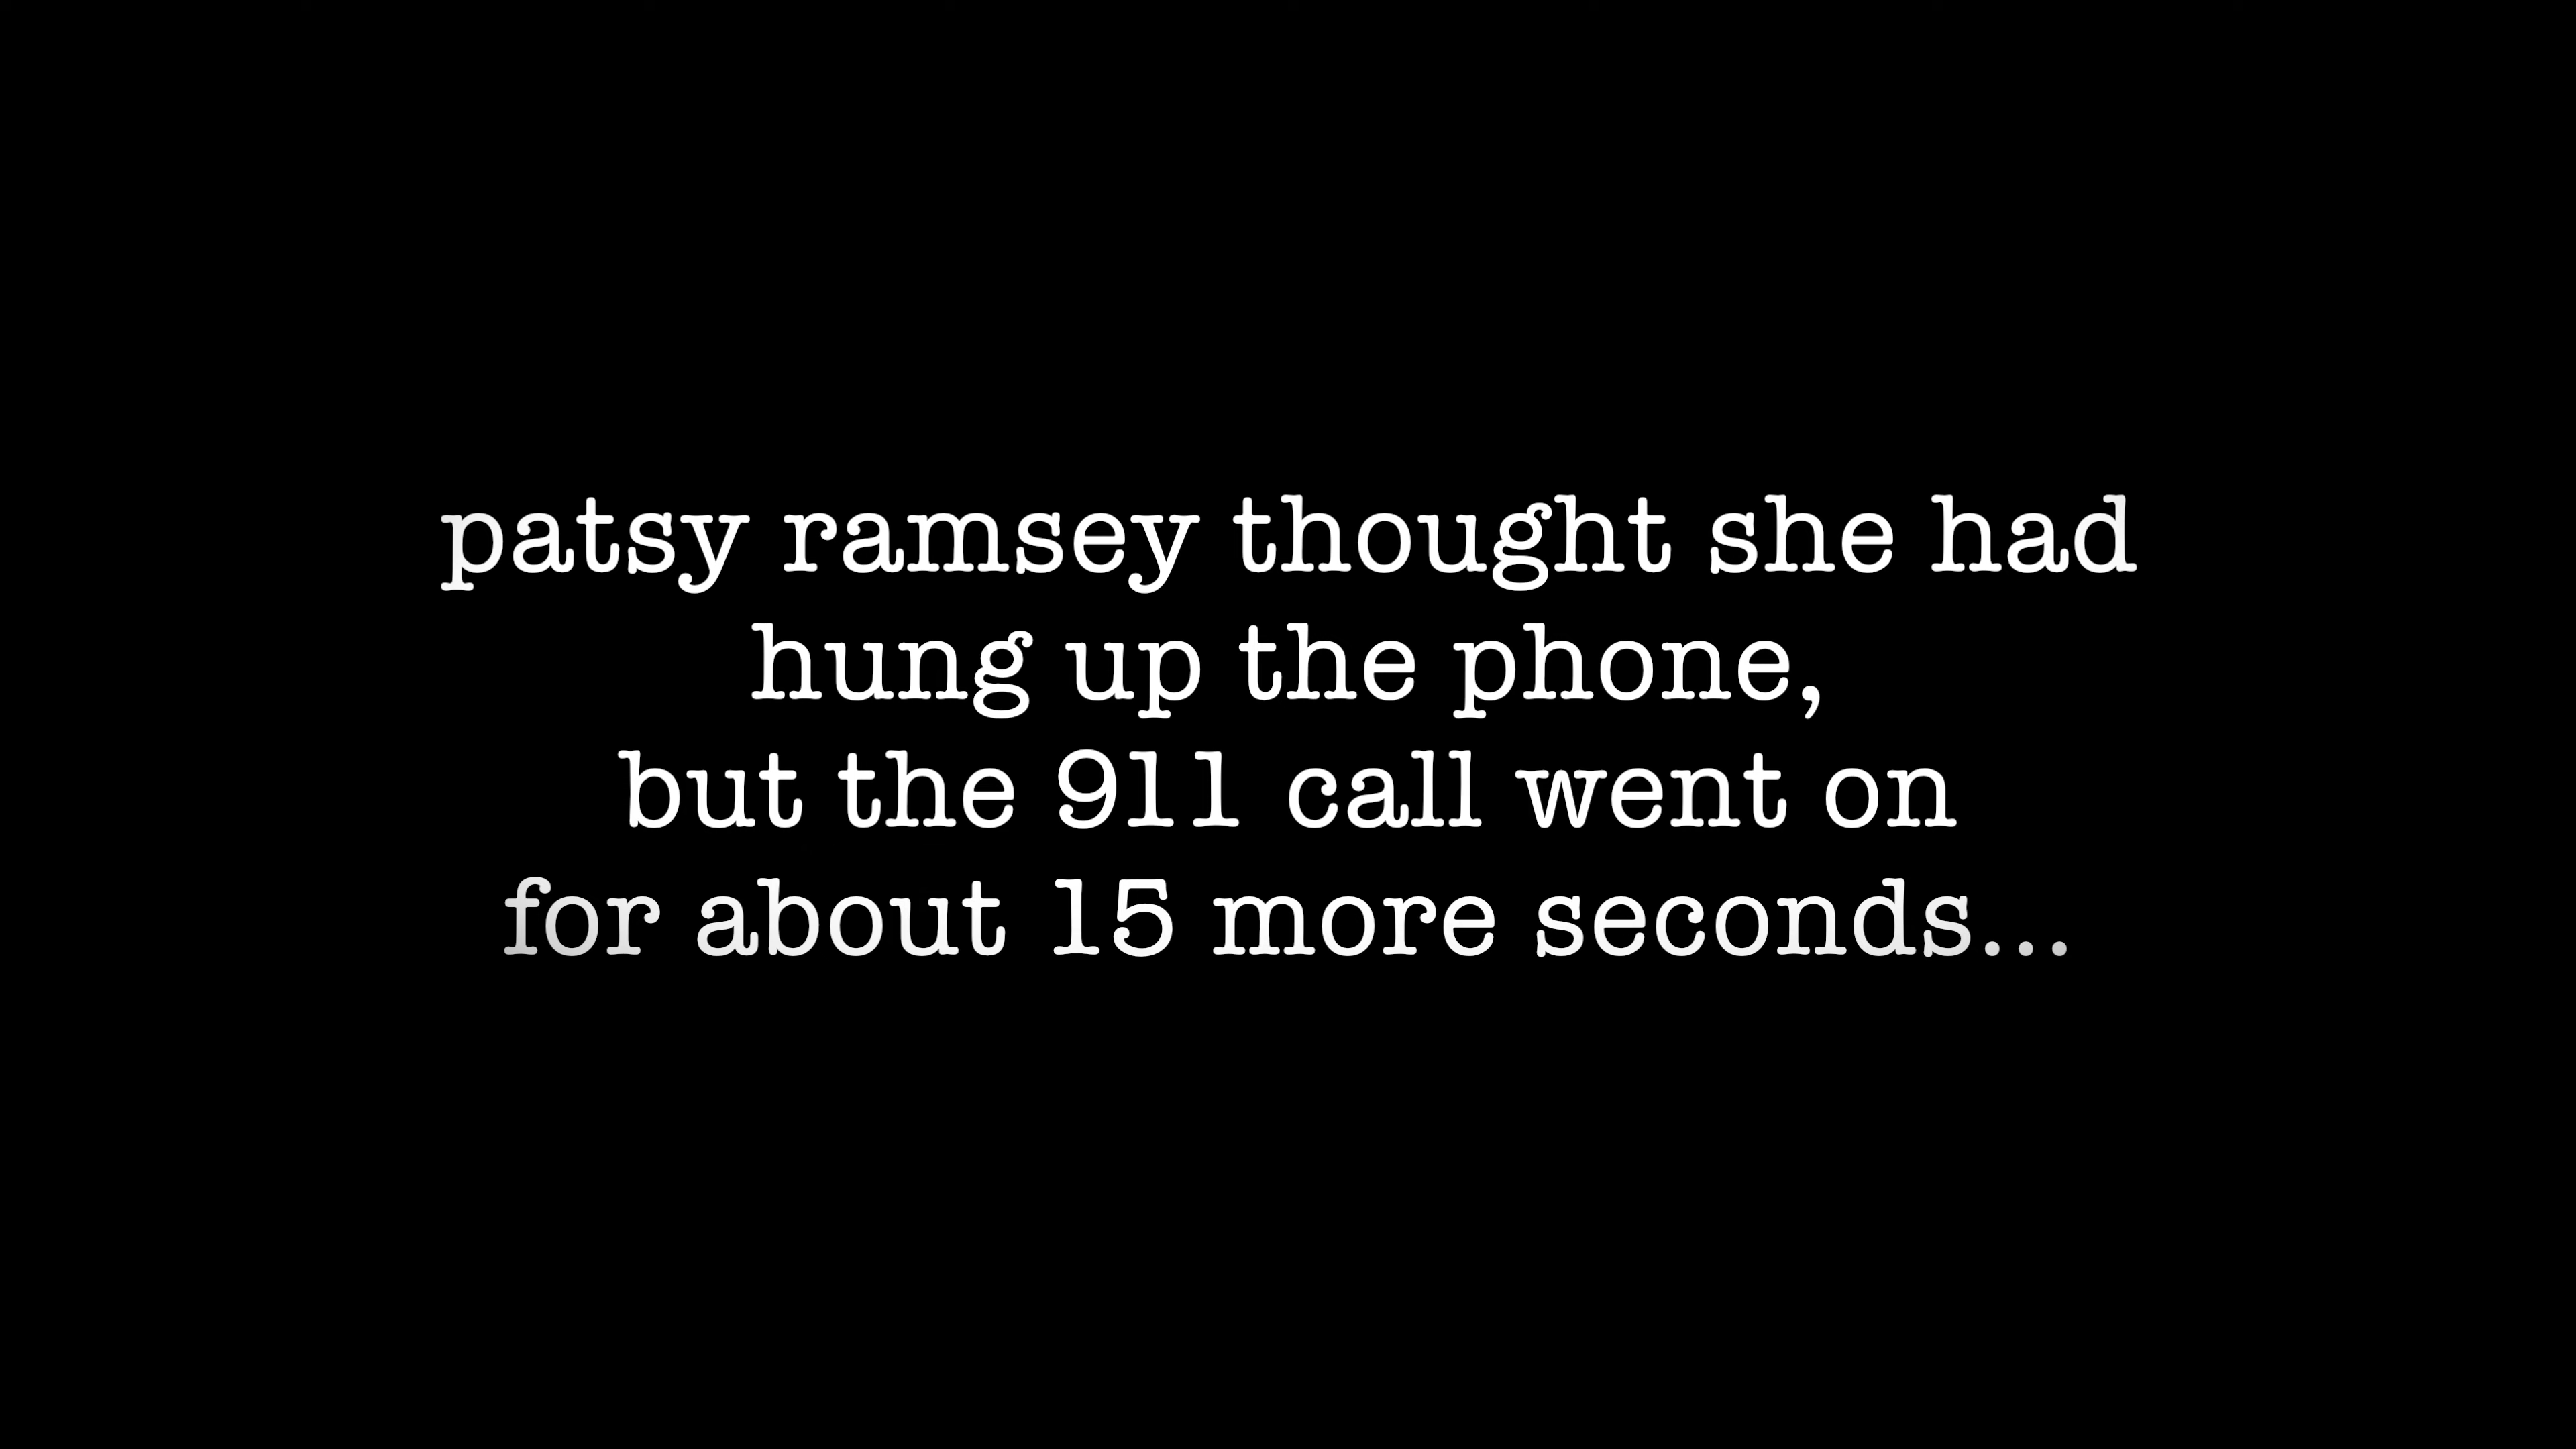 patsy ramsey thought she had
hung up the phone,
but the 911 call went on
for about 15 more seconds...